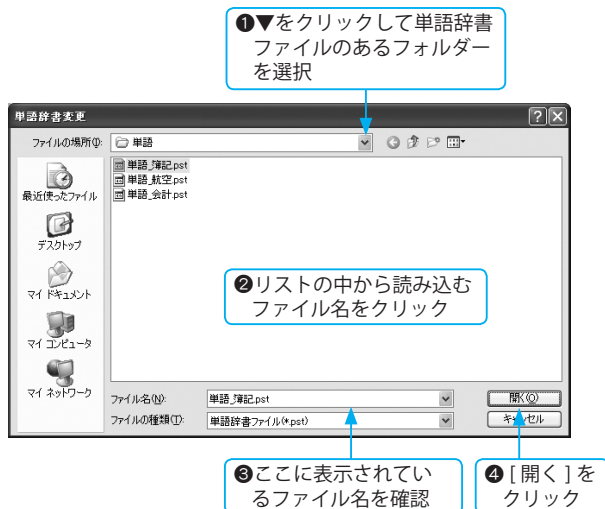 ❶▼をクリックして単語辞書
ファイルのあるフォルダー
を選択
単語辞書変更
ファイルの場所(I):
単語
最近使ったファイル
デスクトップ
マイ ドキュメント
マイ コンピュータ
マイ ネットワーク
単語_簿記.pst
単語_航空.pst
単語_会計.pst
❷リストの中から読み込む
ファイル名をクリック
ファイル名(N):
単語_簿記.pst
開く(O)
ファイルの種類(T):
単語辞書ファイル(*.pst)
キャンセル
❸ここに表示されてい
るファイル名を確認
❹ [ 開く ] を
クリック